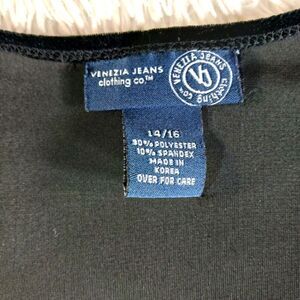 VENEZIA JEANS
clothing co.™
VENEZIA JEANS
clothing co™
VJ
14/16
90% POLYESTER
10% SPANDEX
MADE IN
KOREA
OVER FOR CARE